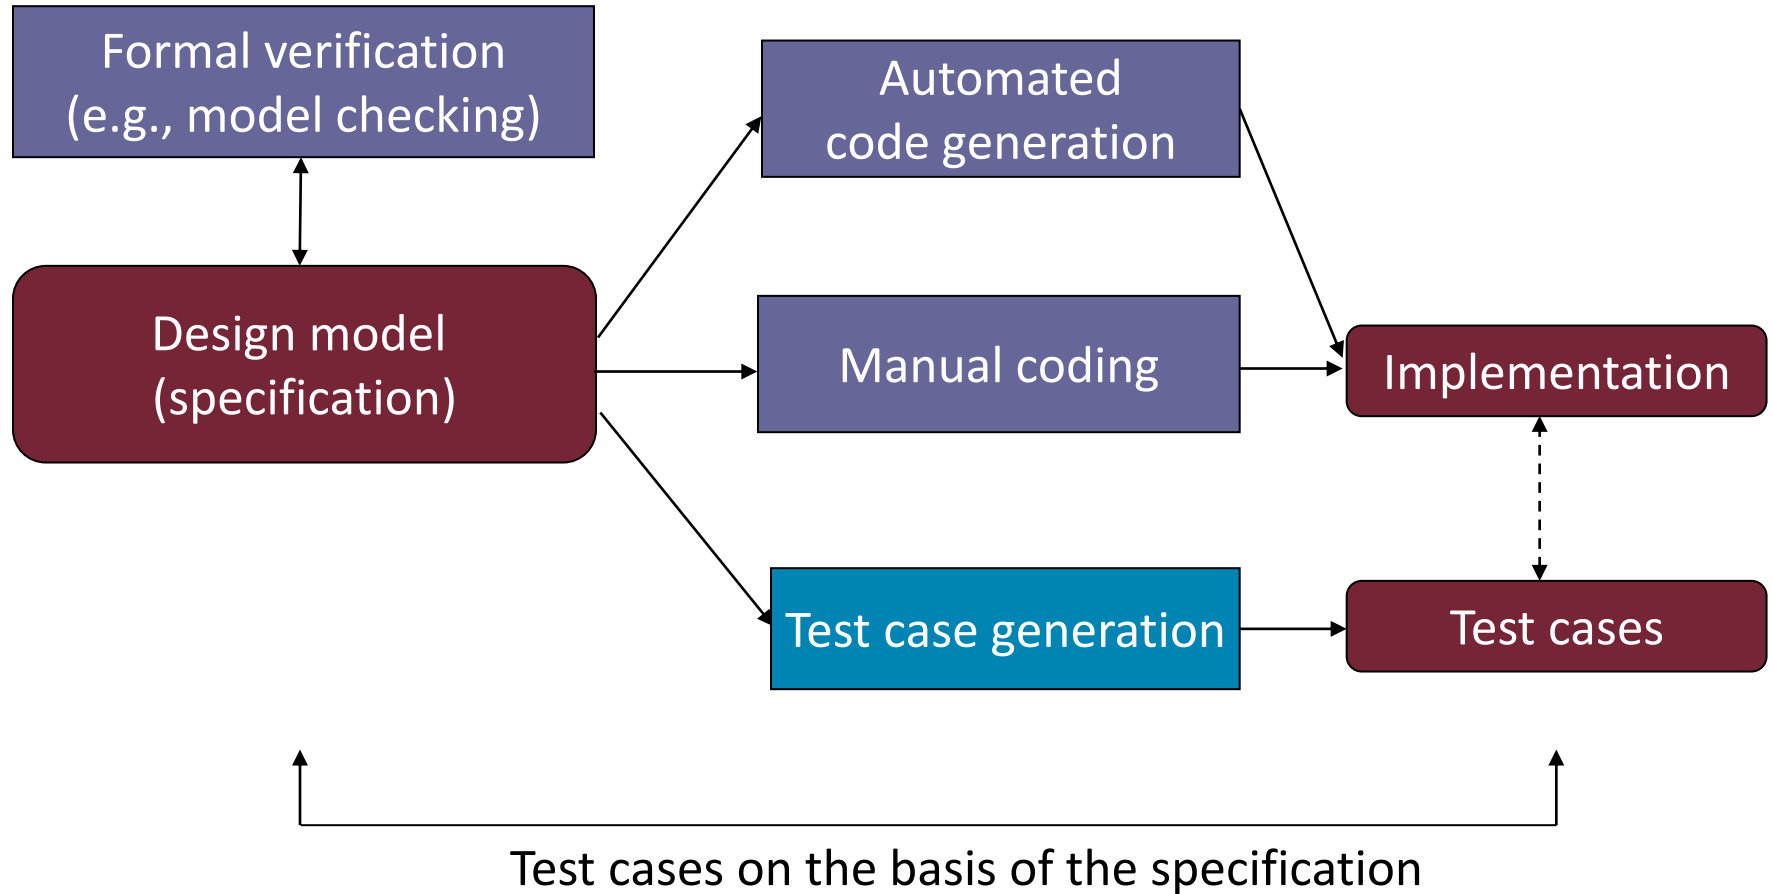 Formal verification
(e.g., model checking)
Automated
code generation
Design model
(specification)
Manual coding
Implementation
Test case generation
Test cases
Test cases on the basis of the specification